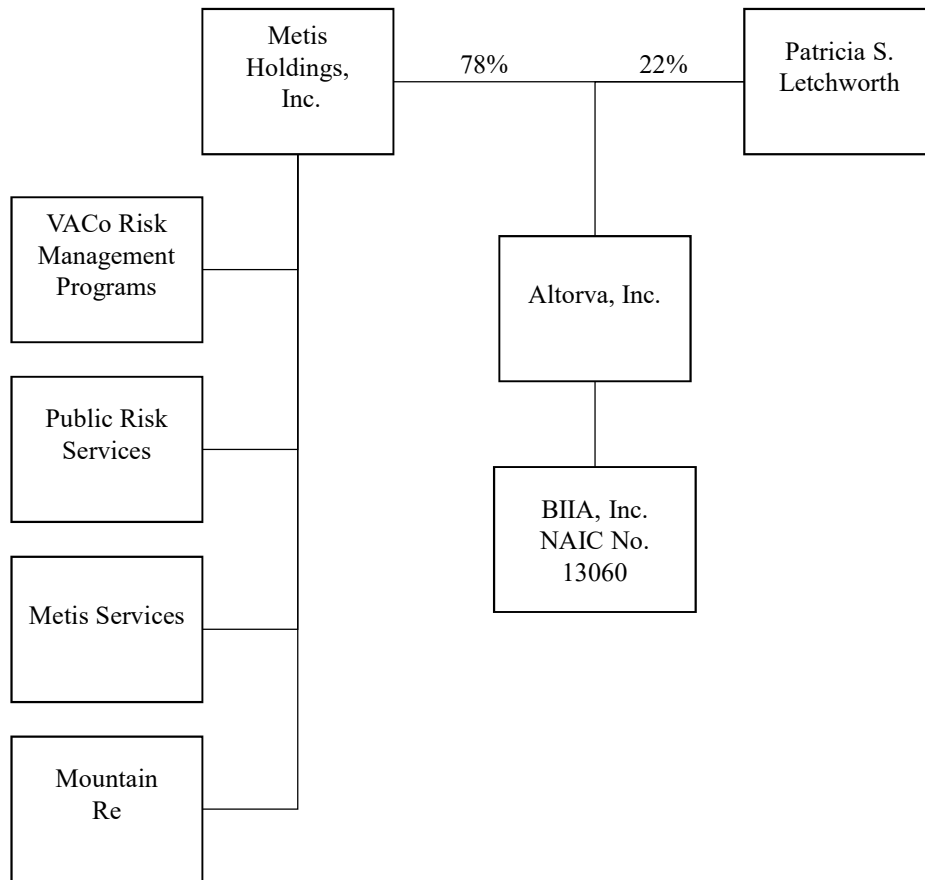 Metis
Holdings,
Inc.
78%
22%
Patricia S.
Letchworth
VACo Risk
Management
Programs
Altorva, Inc.
Public Risk
Services
BIIA, Inc.
NAIC No.
13060
Metis Services
Mountain
Re